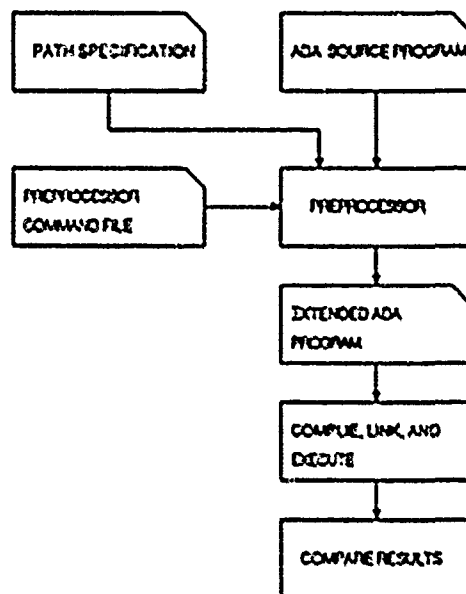 PATH SPECIFICATION
ADA SOURCE PROGRAM
PREPROCESSOR
COMMAND FILE
PREPROCESSOR
EXTENDED ADA
PROGRAM
COMPILE, LINK, AND
EXECUTE
COMPARE RESULTS